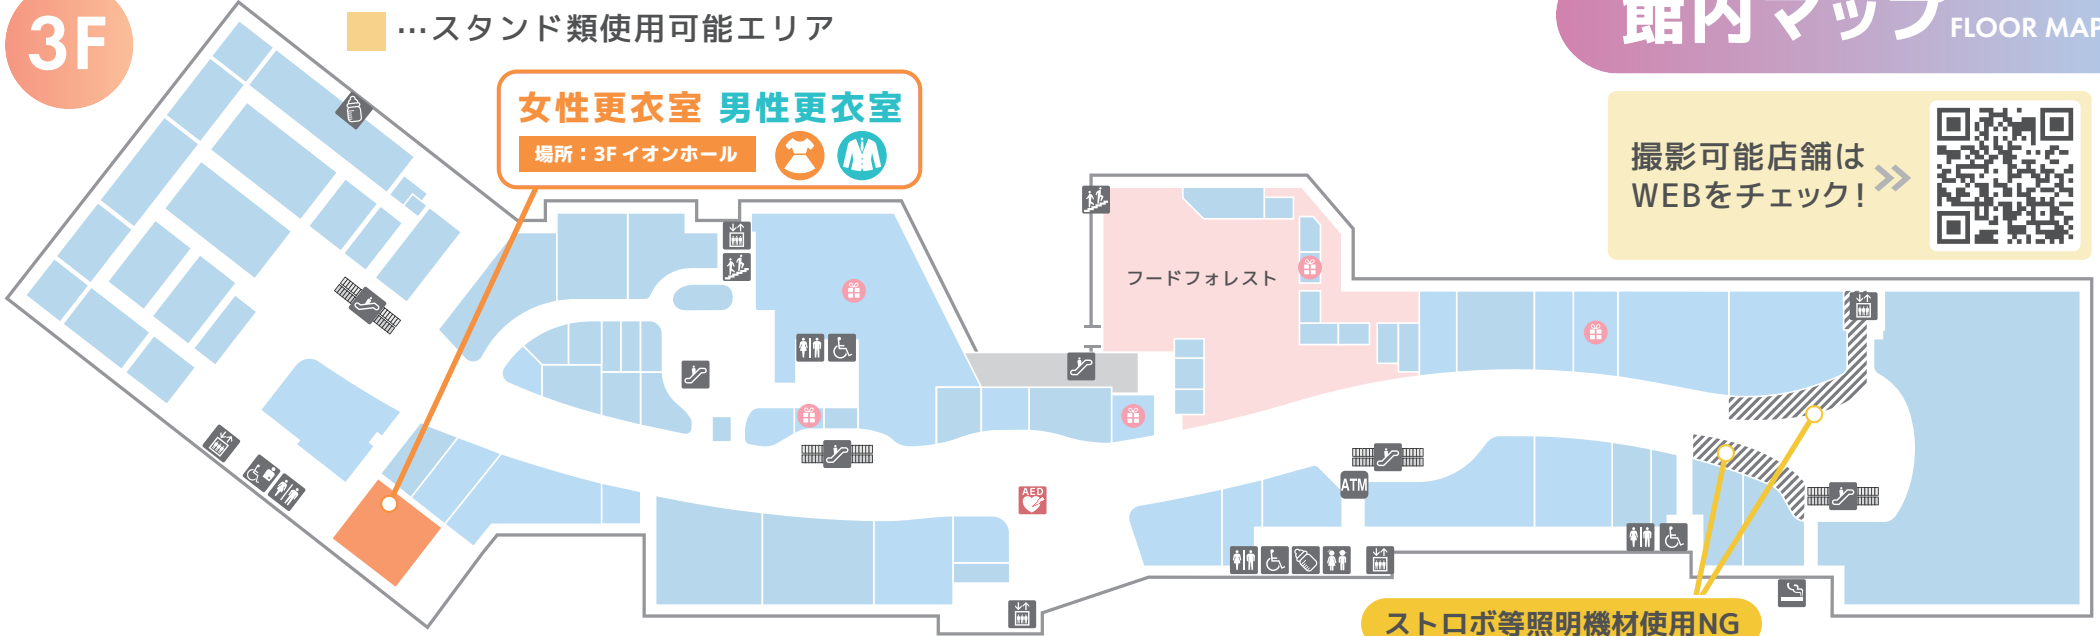 3F
…スタンド類使用可能エリア
館内マップ FLOOR MAP
女性更衣室 男性更衣室
場所：3F イオンホール
撮影可能店舗は
WEBをチェック！
フードフォレスト
ATM
AED
ストロボ等照明機材使用NG